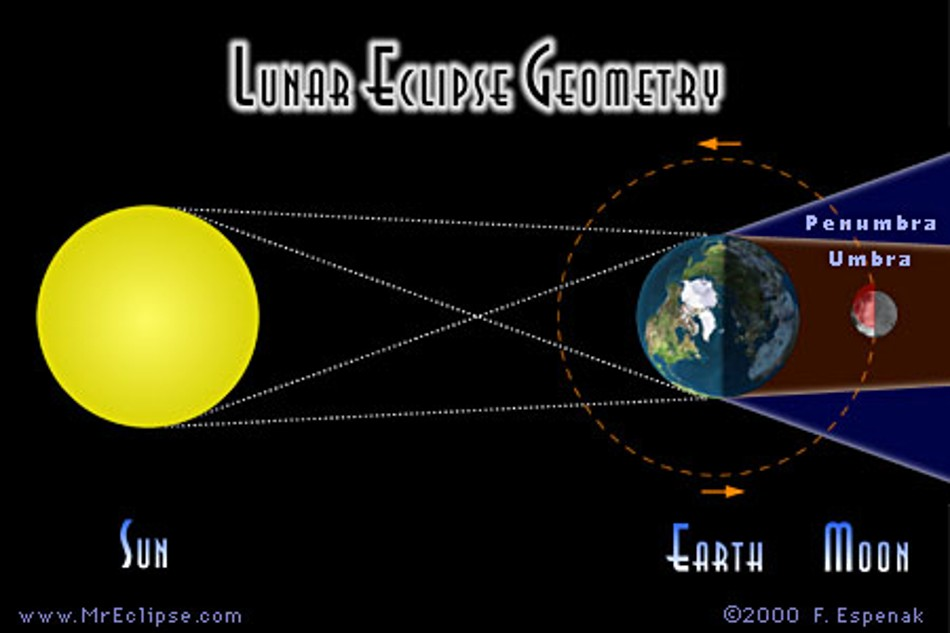 Lunar Eclipse Geometry
Penumbra
Umbra
Sun
Earth
Moon
www.MrEclipse.com
©2000 F. Espenak